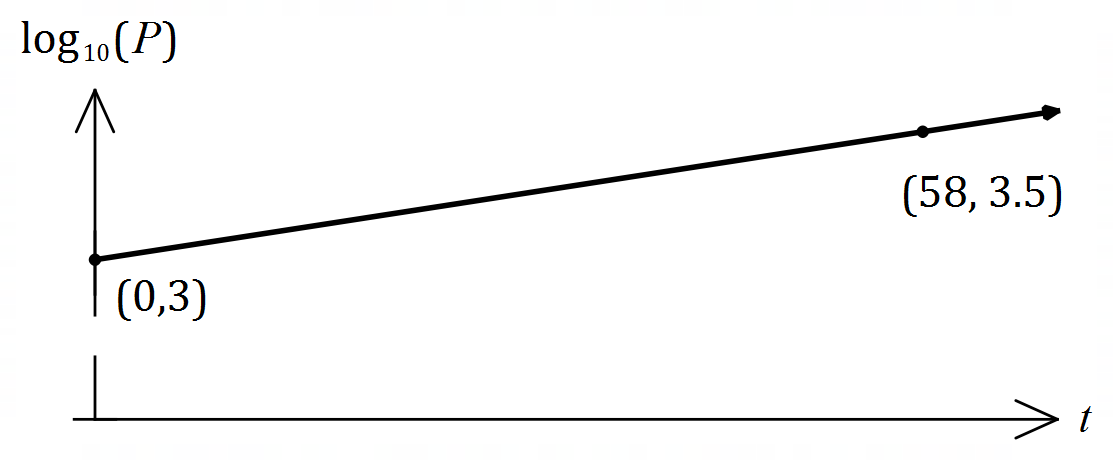 log₁₀(P)
(58, 3.5)
(0,3)
t